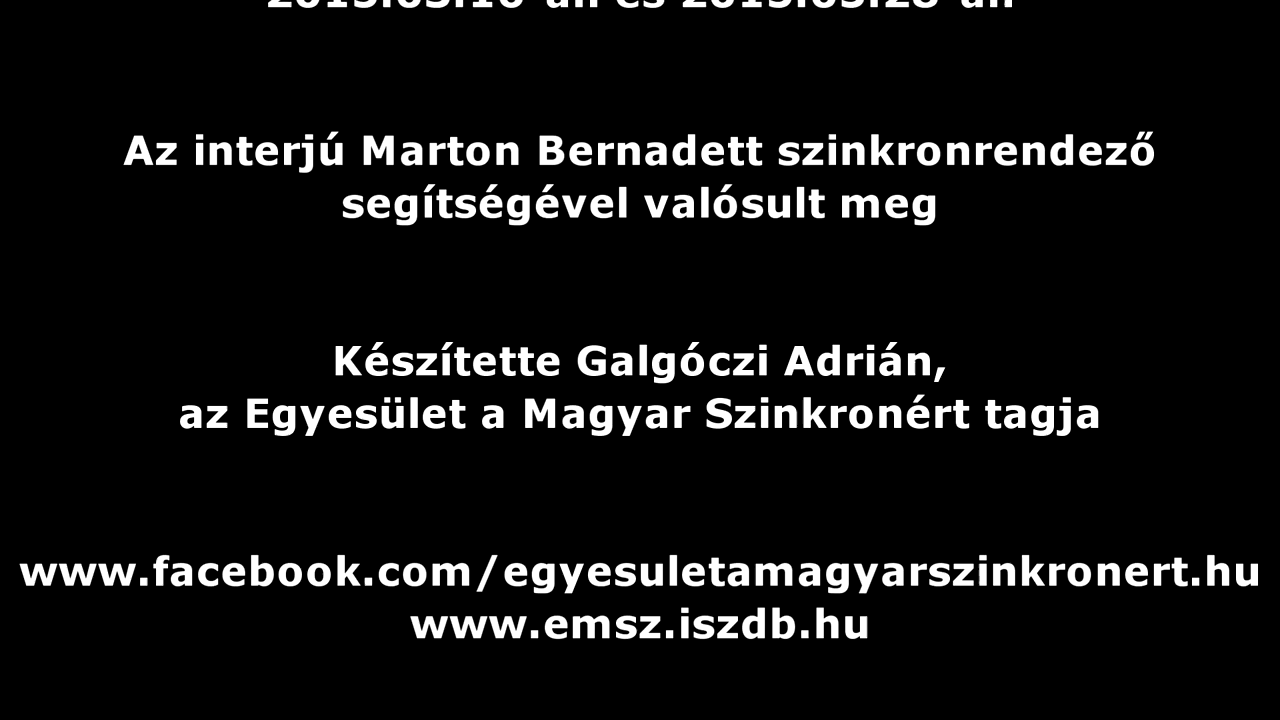 Az interjú Marton Bernadett szinkronrendező
segítségével valósult meg
Készítette Galgóczi Adrián,
az Egyesület a Magyar Szinkronért tagja
www.facebook.com/egyesuletamagyarszinkronert.hu
www.emsz.iszdb.hu